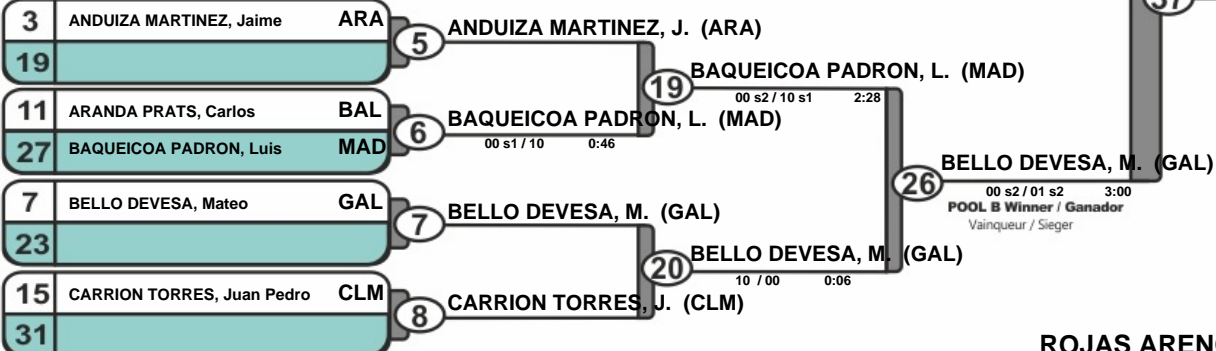 3 ANDUIZA MARTINEZ, Jaime ARA
19
5 ANDUIZA MARTINEZ, J. (ARA)
11 ARANDA PRATS, Carlos BAL
27 BAQUEICOA PADRON, Luis MAD
6 BAQUEICOA PADRON, L. (MAD)
00 s1 / 10 0:46
19 BAQUEICOA PADRON, L. (MAD)
00 s2 / 10 s1 2:28
7 BELLO DEVESA, Mateo GAL
23
7 BELLO DEVESA, M. (GAL)
15 CARRION TORRES, Juan Pedro CLM
31
8 CARRION TORRES, J. (CLM)
20 BELLO DEVESA, M. (GAL)
10 / 00 0:06
26 BELLO DEVESA, M. (GAL)
00 s2 / 01 s2 3:00
POOL B Winner / Ganador
Vainqueur / Sieger
37